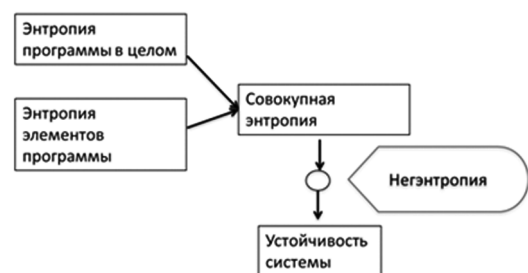 Энтропия
программы в целом
Энтропия
элементов
программы
Совокупная
энтропия
Негэнтропия
Устойчивость
системы